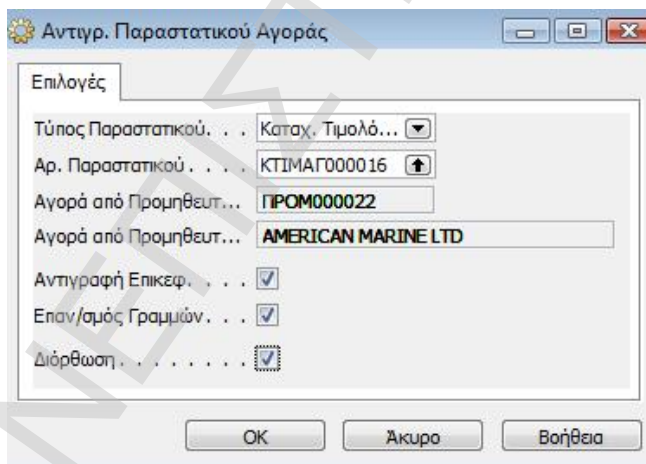 Αντιγρ. Παραστατικού Αγοράς
Επιλογές
Τύπος Παραστατικού. . . Καταχ. Τιμολό...
Αρ. Παραστατικού . . . . ΚΤΙΜΑΓ000016
Αγορά από Προμηθευτ... ΠΡΟΜ000022
Αγορά από Προμηθευτ... AMERICAN MARINE LTD
Αντιγραφή Επικεφ. . . . .
Επαν/σμός Γραμμών. . . .
Διόρθωση . . . . . . . .
OK Άκυρο Βοήθεια